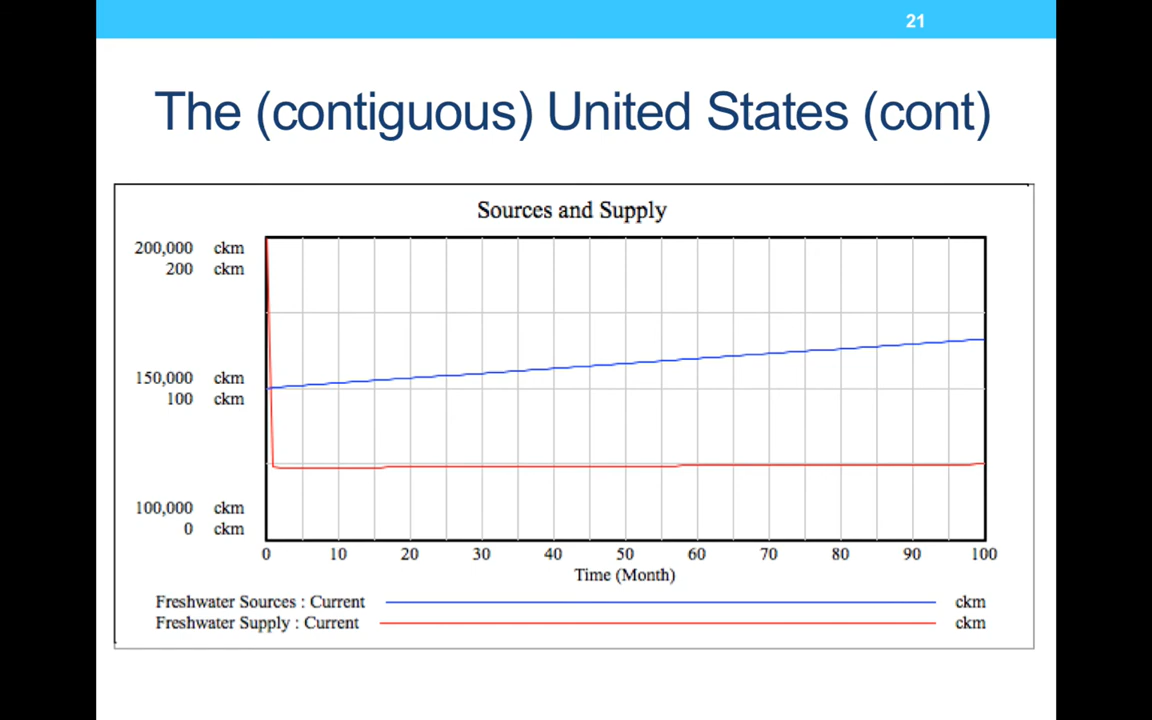 21
The (contiguous) United States (cont)
Sources and Supply
200,000 ckm
200 ckm
150,000 ckm
100 ckm
100,000 ckm
0 ckm
0 10 20 30 40 50 60 70 80 90 100
Time (Month)
Freshwater Sources : Current ckm
Freshwater Supply : Current ckm